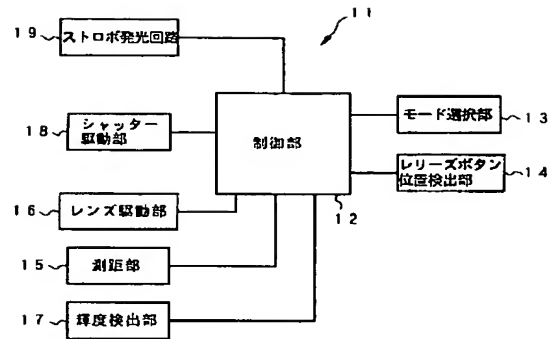 11
19
ストロボ発光回路
18
シャッター
駆動部
制御部
12
モード選択部
13
レリーズボタン
位置検出部
14
16
レンズ駆動部
15
測距部
17
輝度検出部